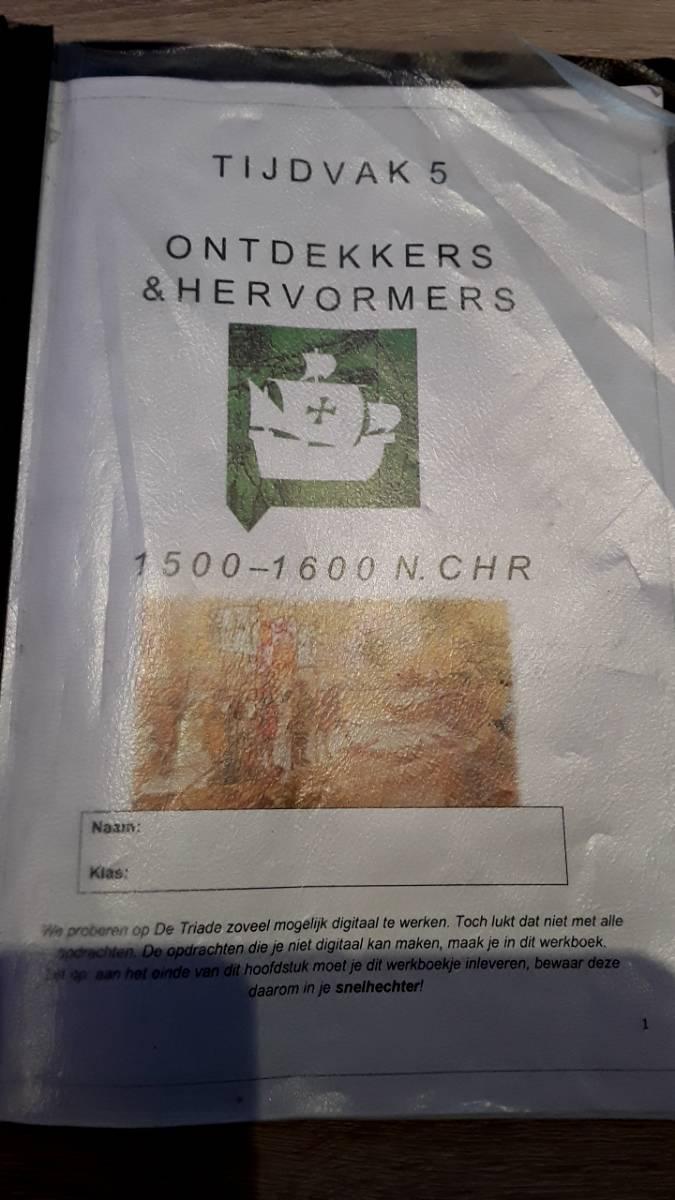 TIJDVAK 5
ONTDEKKERS
& HERVORMERS
1500–1600 N. CHR
Naam:
Klas:
We proberen op De Triade zoveel mogelijk digitaal te werken. Toch lukt dat niet met alle
opdrachten. De opdrachten die je niet digitaal kan maken, maak je in dit werkboek.
Let op: aan het einde van dit hoofdstuk moet je dit werkboekje inleveren, bewaar deze
daarom in je snelhechter!
1